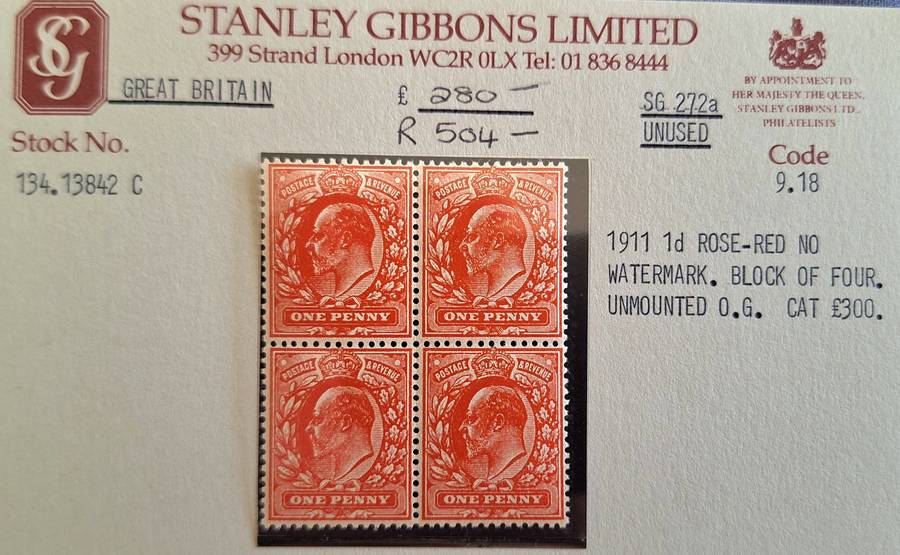 SG
STANLEY GIBBONS LIMITED
399 Strand London WC2R 0LX Tel: 01 836 8444
BY APPOINTMENT TO
HER MAJESTY THE QUEEN,
STANLEY GIBBONS LTD.,
PHILATELISTS
GREAT BRITAIN
£ 280 —
R 504 —
SG 272a
UNUSED
Stock No.
134.13842 C
Code
9.18
1911 1d ROSE-RED NO
WATERMARK. BLOCK OF FOUR.
UNMOUNTED O.G. CAT £300.
POSTAGE & REVENUE
ONE PENNY
POSTAGE & REVENUE
ONE PENNY
POSTAGE & REVENUE
ONE PENNY
POSTAGE & REVENUE
ONE PENNY